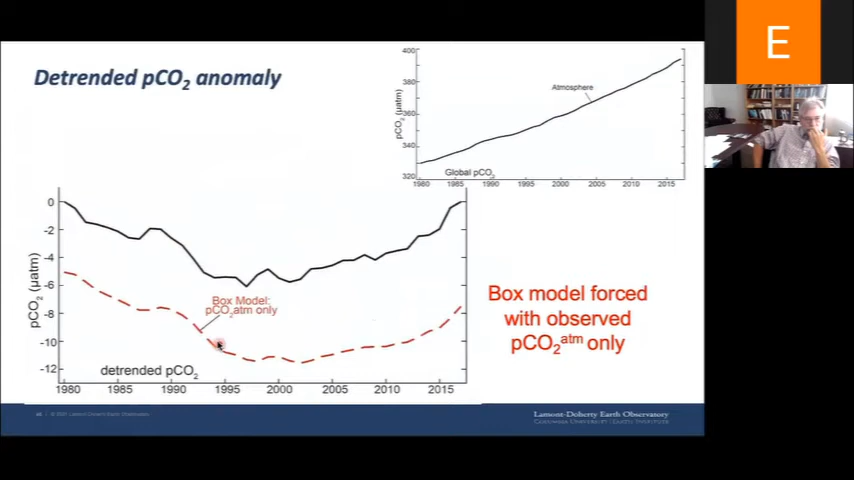 Detrended pCO₂ anomaly
400
380
360
340
320
pCO₂ (µatm)
Atmosphere
Global pCO₂
1980 1985 1990 1995 2000 2005 2010 2015
E
0
-2
-4
-6
-8
-10
-12
pCO₂ (µatm)
Box Model:
pCO₂atm only
detrended pCO₂
1980 1985 1990 1995 2000 2005 2010 2015
Box model forced
with observed
pCO₂ᵃᵗᵐ only
Lamont-Doherty Earth Observatory
Columbia University | Earth Institute